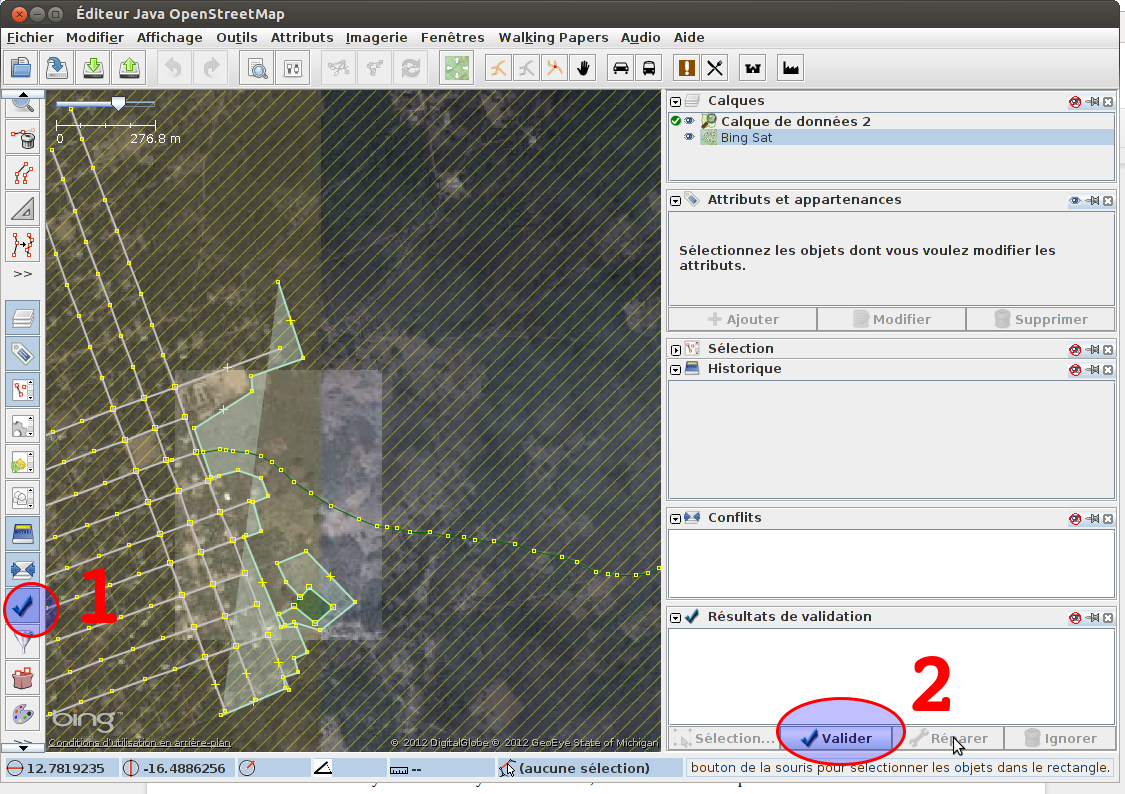 Éditeur Java OpenStreetMap
Fichier Modifier Affichage Outils Attributs Imagerie Fenêtres Walking Papers Audio Aide
0 276.8 m
>>
1
bing™
Conditions d'utilisation en arrière-plan
© 2012 DigitalGlobe © 2012 GeoEye State of Michigan
Calques
Calque de données 2
Bing Sat
Attributs et appartenances
Sélectionnez les objets dont vous voulez modifier les
attributs.
Ajouter Modifier Supprimer
Sélection
Historique
Conflits
Résultats de validation
2
Sélection... Valider Réparer Ignorer
12.7819235 -16.4886256 -- (aucune sélection) bouton de la souris pour sélectionner les objets dans le rectangle.